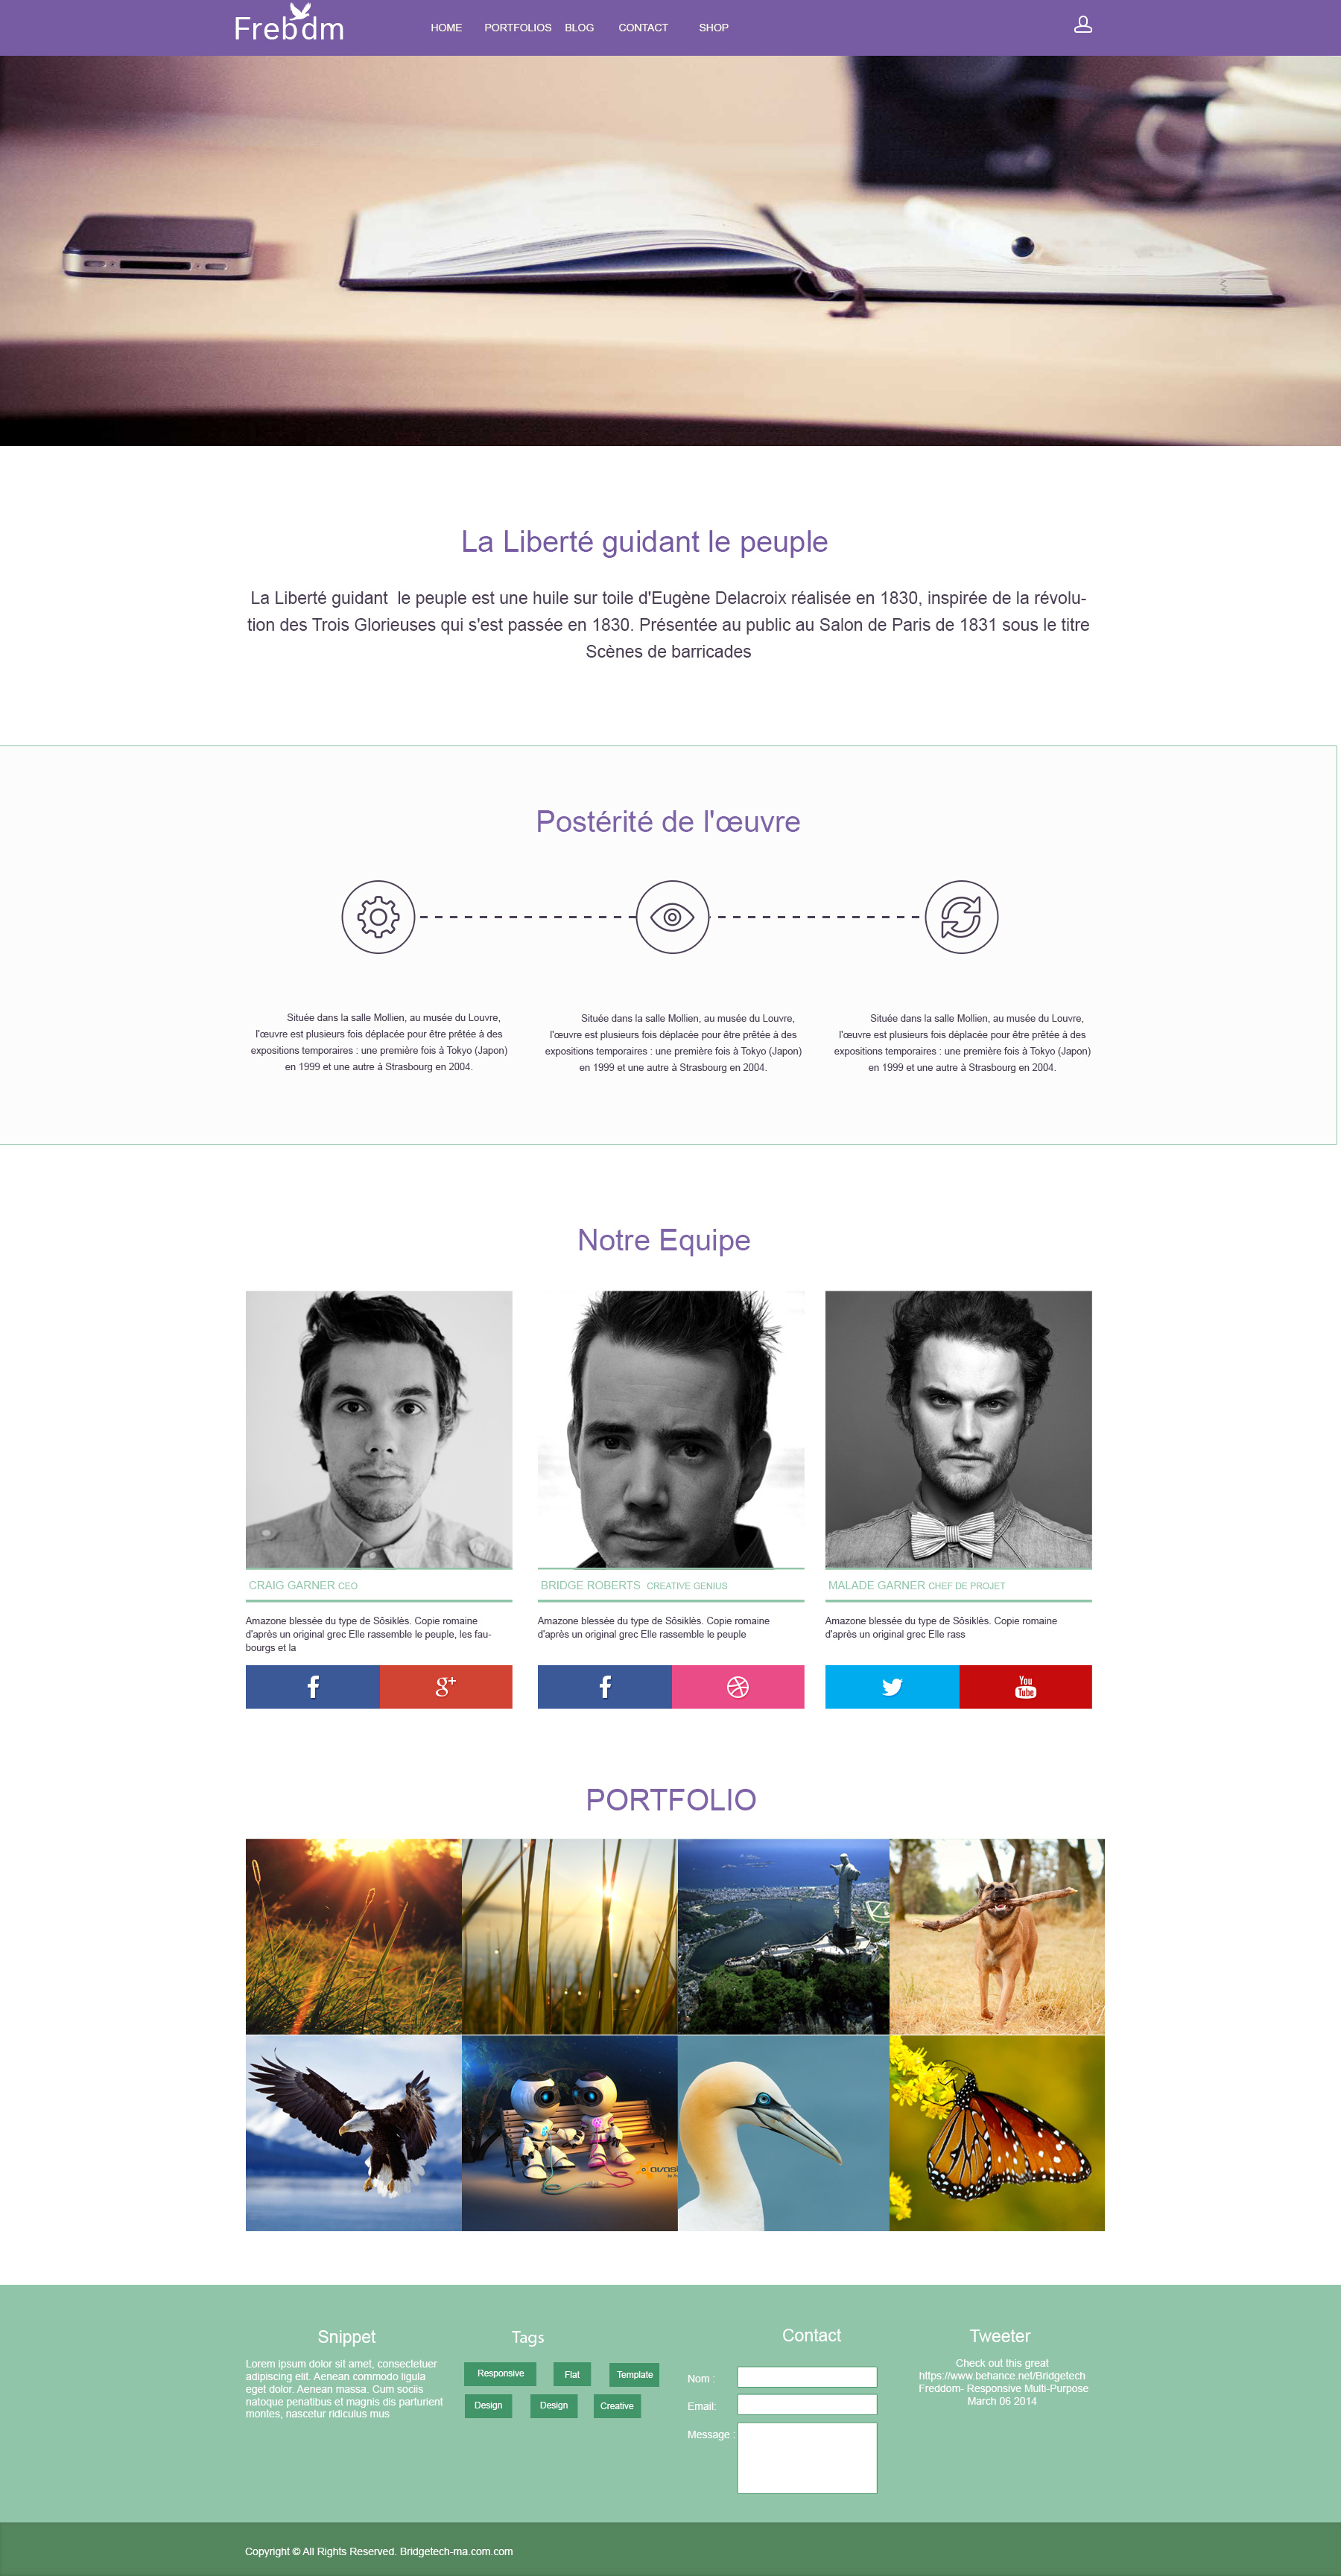 Freedom
HOME PORTFOLIOS BLOG CONTACT SHOP
La Liberté guidant le peuple
La Liberté guidant le peuple est une huile sur toile d'Eugène Delacroix réalisée en 1830, inspirée de la révolu-
tion des Trois Glorieuses qui s'est passée en 1830. Présentée au public au Salon de Paris de 1831 sous le titre
Scènes de barricades
Postérité de l'œuvre
Située dans la salle Mollien, au musée du Louvre,
l'œuvre est plusieurs fois déplacée pour être prêtée à des
expositions temporaires : une première fois à Tokyo (Japon)
en 1999 et une autre à Strasbourg en 2004.
Située dans la salle Mollien, au musée du Louvre,
l'œuvre est plusieurs fois déplacée pour être prêtée à des
expositions temporaires : une première fois à Tokyo (Japon)
en 1999 et une autre à Strasbourg en 2004.
Située dans la salle Mollien, au musée du Louvre,
l'œuvre est plusieurs fois déplacée pour être prêtée à des
expositions temporaires : une première fois à Tokyo (Japon)
en 1999 et une autre à Strasbourg en 2004.
Notre Equipe
CRAIG GARNER CEO
Amazone blessée du type de Sôsiklès. Copie romaine
d'après un original grec Elle rassemble le peuple, les fau-
bourgs et la
BRIDGE ROBERTS CREATIVE GENIUS
Amazone blessée du type de Sôsiklès. Copie romaine
d'après un original grec Elle rassemble le peuple
MALADE GARNER CHEF DE PROJET
Amazone blessée du type de Sôsiklès. Copie romaine
d'après un original grec Elle rass
You
Tube
PORTFOLIO
Snippet
Lorem ipsum dolor sit amet, consectetuer
adipiscing elit. Aenean commodo ligula
eget dolor. Aenean massa. Cum sociis
natoque penatibus et magnis dis parturient
montes, nascetur ridiculus mus
Tags
Responsive Flat Template
Design Design Creative
Contact
Nom :
Email:
Message :
Tweeter
Check out this great
https://www.behance.net/Bridgetech
Freddom- Responsive Multi-Purpose
March 06 2014
Copyright © All Rights Reserved. Bridgetech-ma.com.com